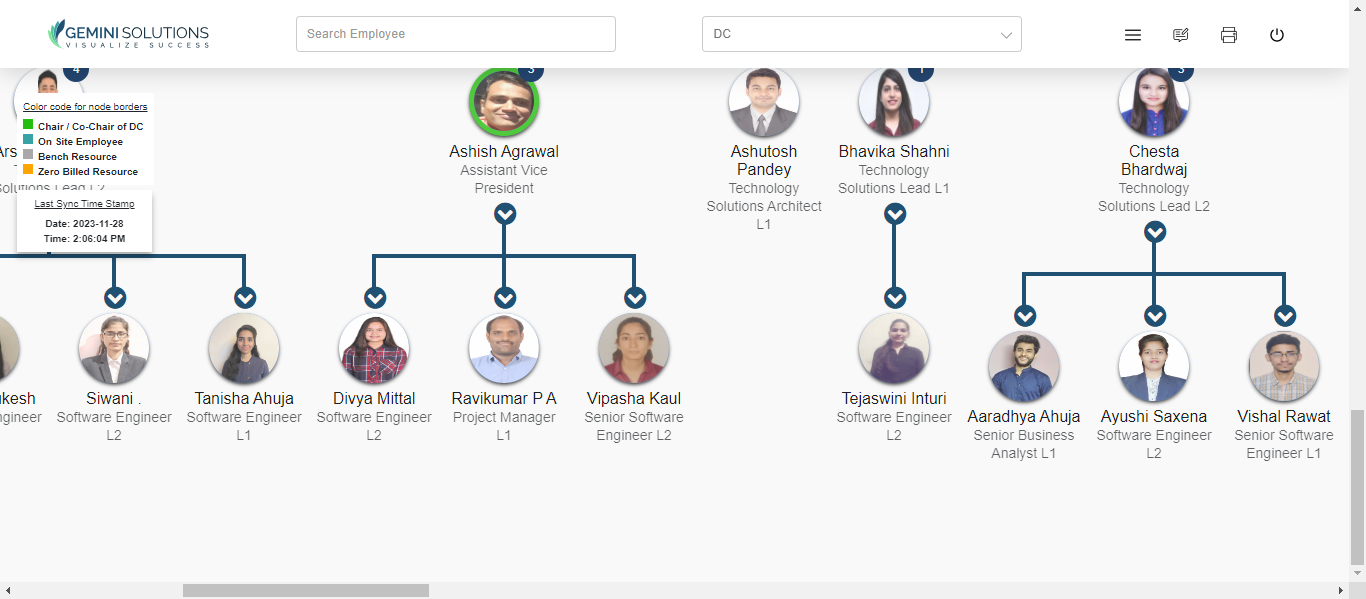 GEMINI SOLUTIONS
VISUALIZE SUCCESS
Search Employee
DC
4
3
1
3
Color code for node borders
Chair / Co-Chair of DC
On Site Employee
Bench Resource
Zero Billed Resource
Solutions Lead L2
Last Sync Time Stamp
Date: 2023-11-28
Time: 2:06:04 PM
Ashish Agrawal
Assistant Vice
President
Ashutosh
Pandey
Technology
Solutions Architect
L1
Bhavika Shahni
Technology
Solutions Lead L1
Chesta
Bhardwaj
Technology
Solutions Lead L2
Siwani .
Software Engineer
L2
Tanisha Ahuja
Software Engineer
L1
Divya Mittal
Software Engineer
L2
Ravikumar P A
Project Manager
L1
Vipasha Kaul
Senior Software
Engineer L2
Tejaswini Inturi
Software Engineer
L2
Aaradhya Ahuja
Senior Business
Analyst L1
Ayushi Saxena
Software Engineer
L2
Vishal Rawat
Senior Software
Engineer L1